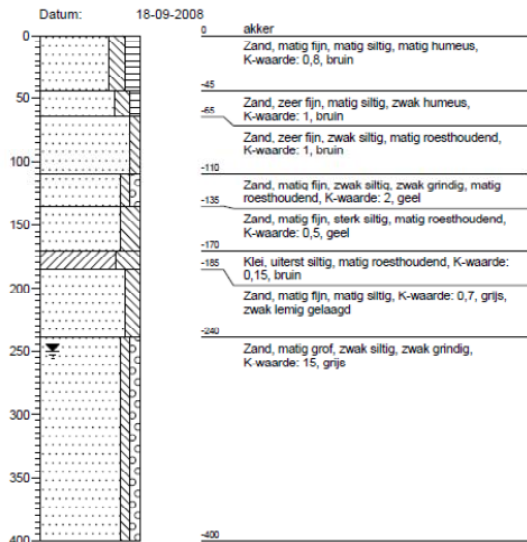 Datum: 18-09-2008
0
50
100
150
200
250
300
350
400
0 akker
Zand, matig fijn, matig siltig, matig humeus,
K-waarde: 0,8, bruin
-45
Zand, zeer fijn, matig siltig, zwak humeus,
K-waarde: 1, bruin
-65
Zand, zeer fijn, zwak siltig, matig roesthoudend,
K-waarde: 1, bruin
-110
Zand, matig fijn, zwak siltig, zwak grindig, matig
roesthoudend, K-waarde: 2, geel
-135
Zand, matig fijn, sterk siltig, matig roesthoudend,
K-waarde: 0,5, geel
-170
Klei, uiterst siltig, matig roesthoudend, K-waarde:
0,15, bruin
-185
Zand, matig fijn, matig siltig, K-waarde: 0,7, grijs,
zwak lemig gelaagd
-240
Zand, matig grof, zwak siltig, zwak grindig,
K-waarde: 15, grijs
-400